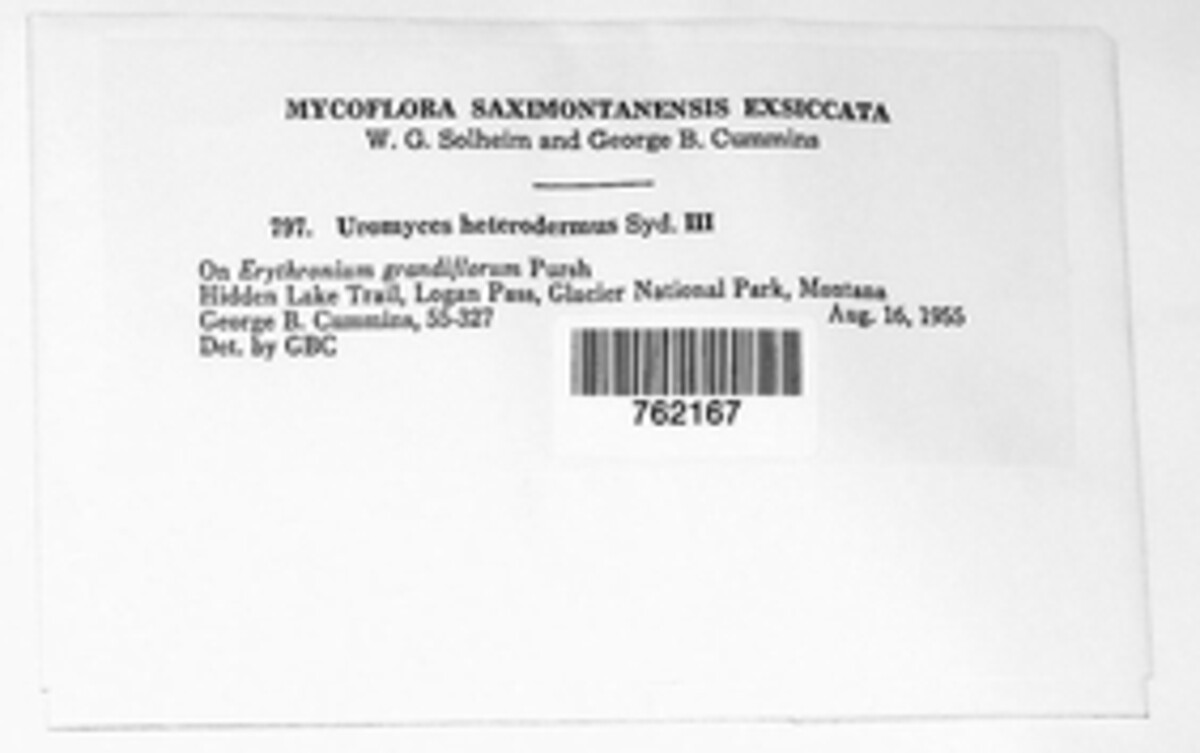 MYCOFLORA SAXIMONTANENSIS EXSICCATA
W. G. Solheim and George B. Cummins
797. Uromyces heterodermus Syd. III
On Erythronium grandiflorum Pursh
Hidden Lake Trail, Logan Pass, Glacier National Park, Montana
George B. Cummins, 55-327 Aug. 16, 1955
Det. by GBC
762167